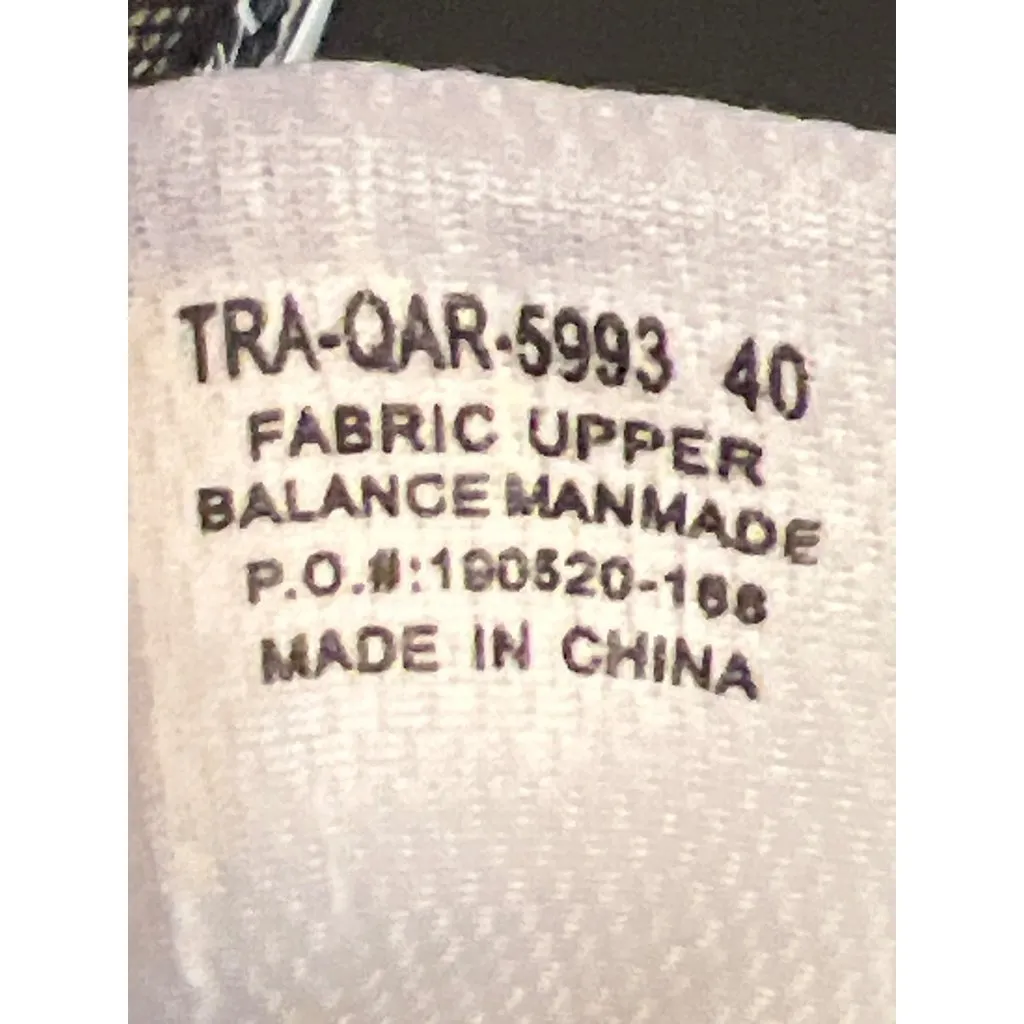 TRA-QAR-5993 40
FABRIC UPPER
BALANCE MANMADE
P.O.#:190520-168
MADE IN CHINA